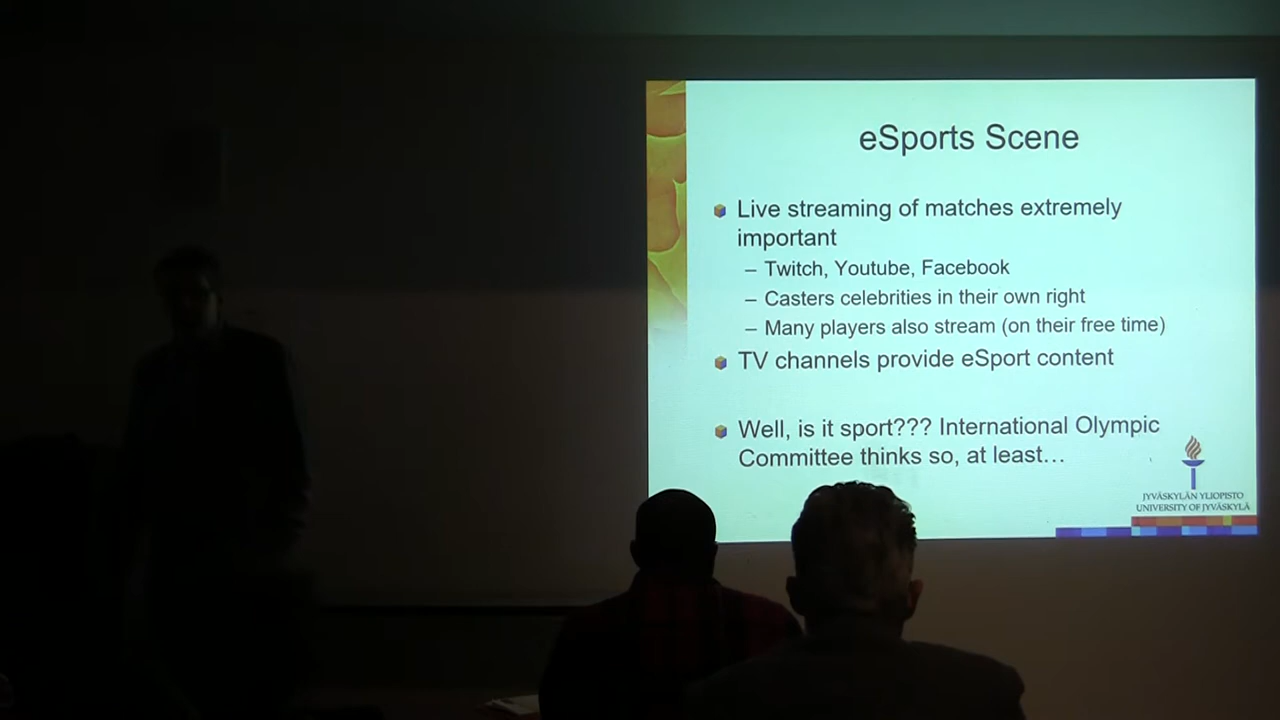 eSports Scene
Live streaming of matches extremely
important
– Twitch, Youtube, Facebook
– Casters celebrities in their own right
– Many players also stream (on their free time)
TV channels provide eSport content
Well, is it sport??? International Olympic
Committee thinks so, at least…
JYVÄSKYLÄN YLIOPISTO
UNIVERSITY OF JYVÄSKYLÄ